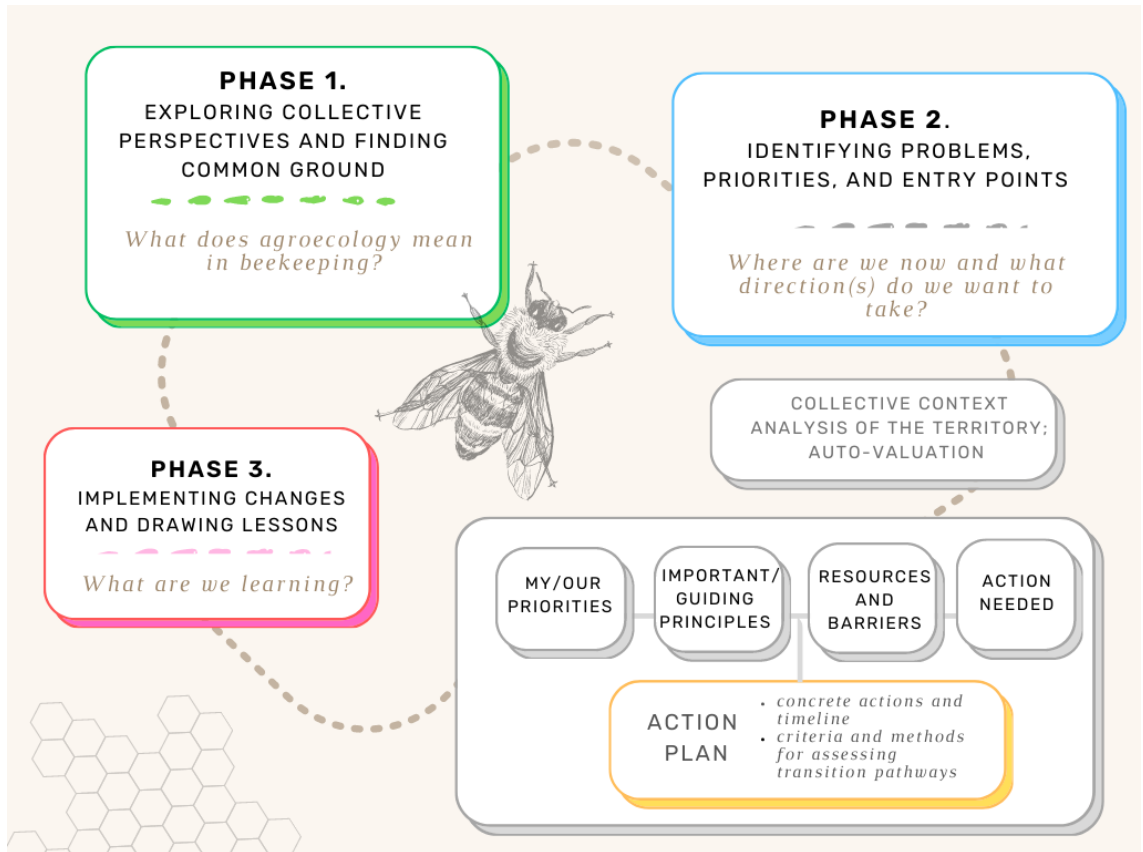 PHASE 1.
EXPLORING COLLECTIVE
PERSPECTIVES AND FINDING
COMMON GROUND
What does agroecology mean
in beekeeping?
PHASE 2.
IDENTIFYING PROBLEMS,
PRIORITIES, AND ENTRY POINTS
Where are we now and what
direction(s) do we want to
take?
COLLECTIVE CONTEXT
ANALYSIS OF THE TERRITORY;
AUTO-VALUATION
MY/OUR
PRIORITIES
IMPORTANT/
GUIDING
PRINCIPLES
RESOURCES
AND
BARRIERS
ACTION
NEEDED
ACTION
PLAN
• concrete actions and
timeline
• criteria and methods
for assessing
transition pathways
PHASE 3.
IMPLEMENTING CHANGES
AND DRAWING LESSONS
What are we learning?